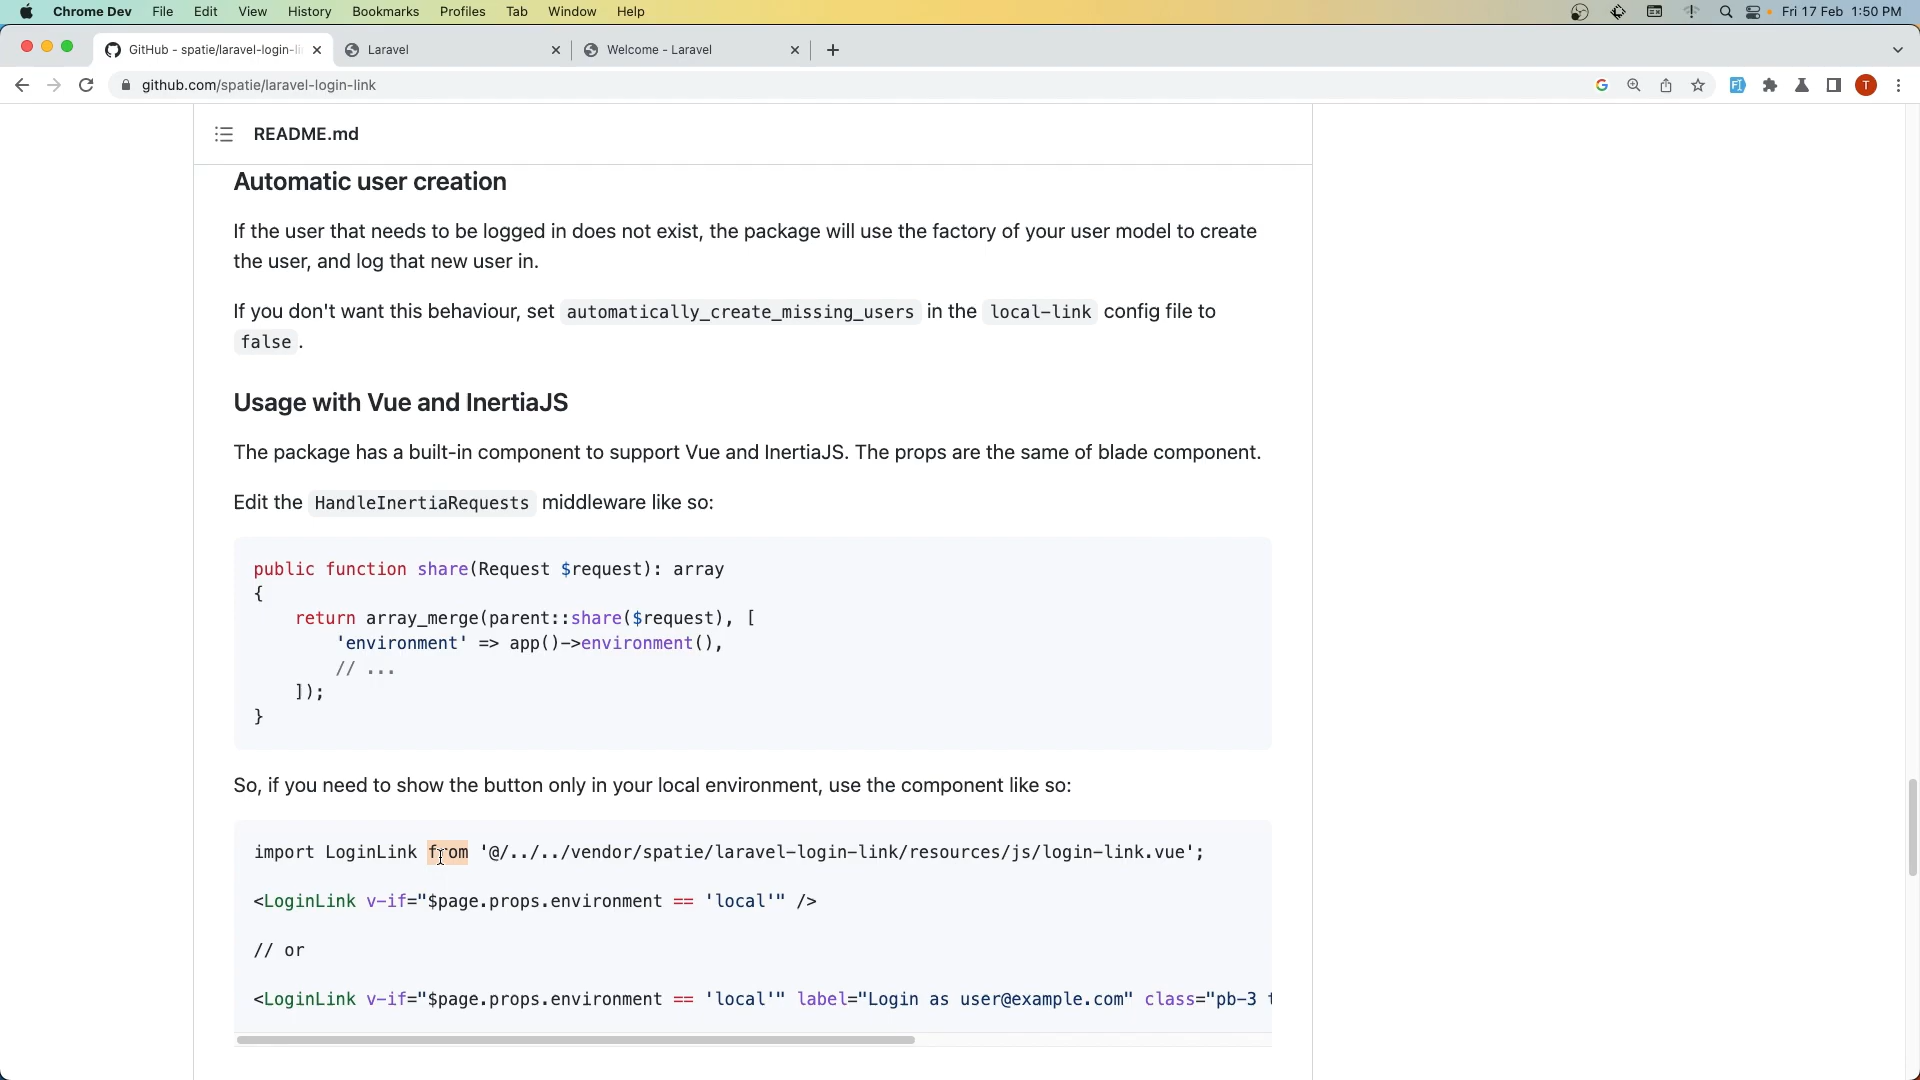 Chrome Dev File Edit View History Bookmarks Profiles Tab Window Help Fri 17 Feb 1:50 PM
GitHub - spatie/laravel-login-li Laravel Welcome - Laravel
github.com/spatie/laravel-login-link
README.md
Automatic user creation
If the user that needs to be logged in does not exist, the package will use the factory of your user model to create
the user, and log that new user in.
If you don't want this behaviour, set automatically_create_missing_users in the local-link config file to
false .
Usage with Vue and InertiaJS
The package has a built-in component to support Vue and InertiaJS. The props are the same of blade component.
Edit the HandleInertiaRequests middleware like so:
public function share(Request $request): array
{
    return array_merge(parent::share($request), [
        'environment' => app()->environment(),
        // ...
    ]);
}
So, if you need to show the button only in your local environment, use the component like so:
import LoginLink from '@/../../vendor/spatie/laravel-login-link/resources/js/login-link.vue';
<LoginLink v-if="$page.props.environment == 'local'" />
// or
<LoginLink v-if="$page.props.environment == 'local'" label="Login as user@example.com" class="pb-3 t